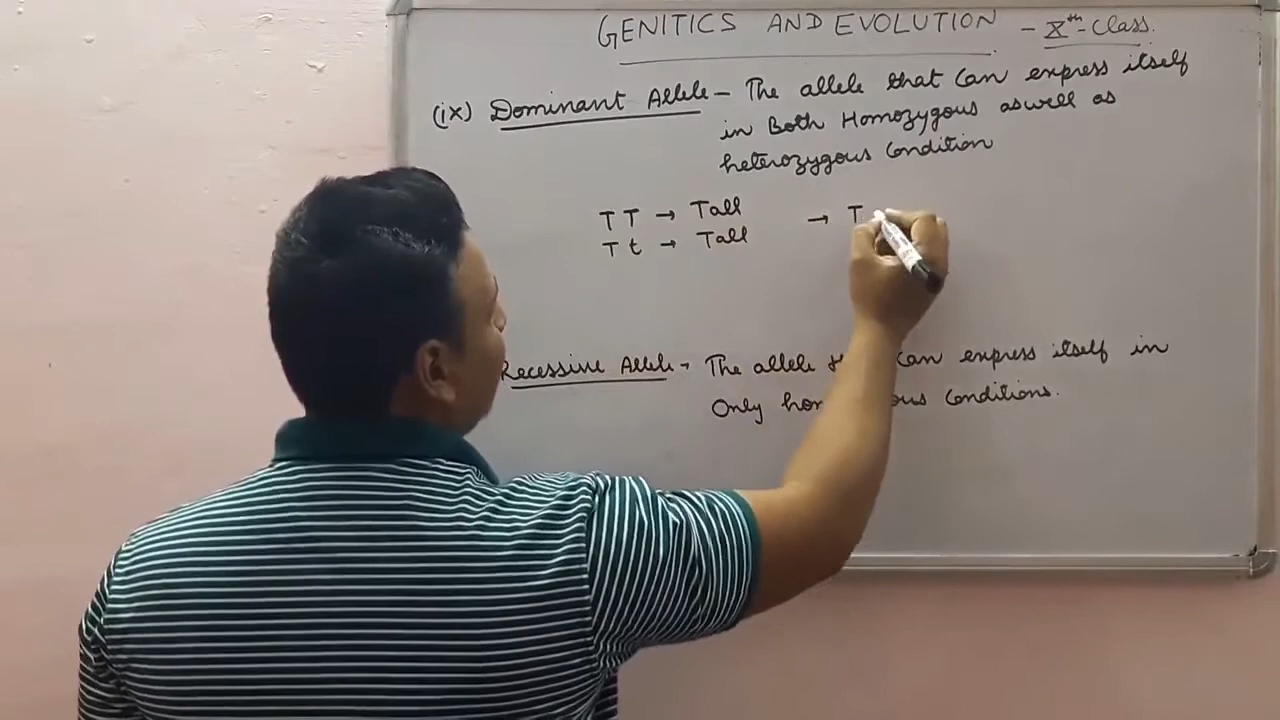 GENITICS AND EVOLUTION - Xth-Class.
(ix) Dominant Allele - The allele that Can express itself
in Both Homozygous aswell as
heterozygous Condition
TT → Tall → T
Tt → Tall
Recessive Allele → The allele Can express itself in
Only Conditions.